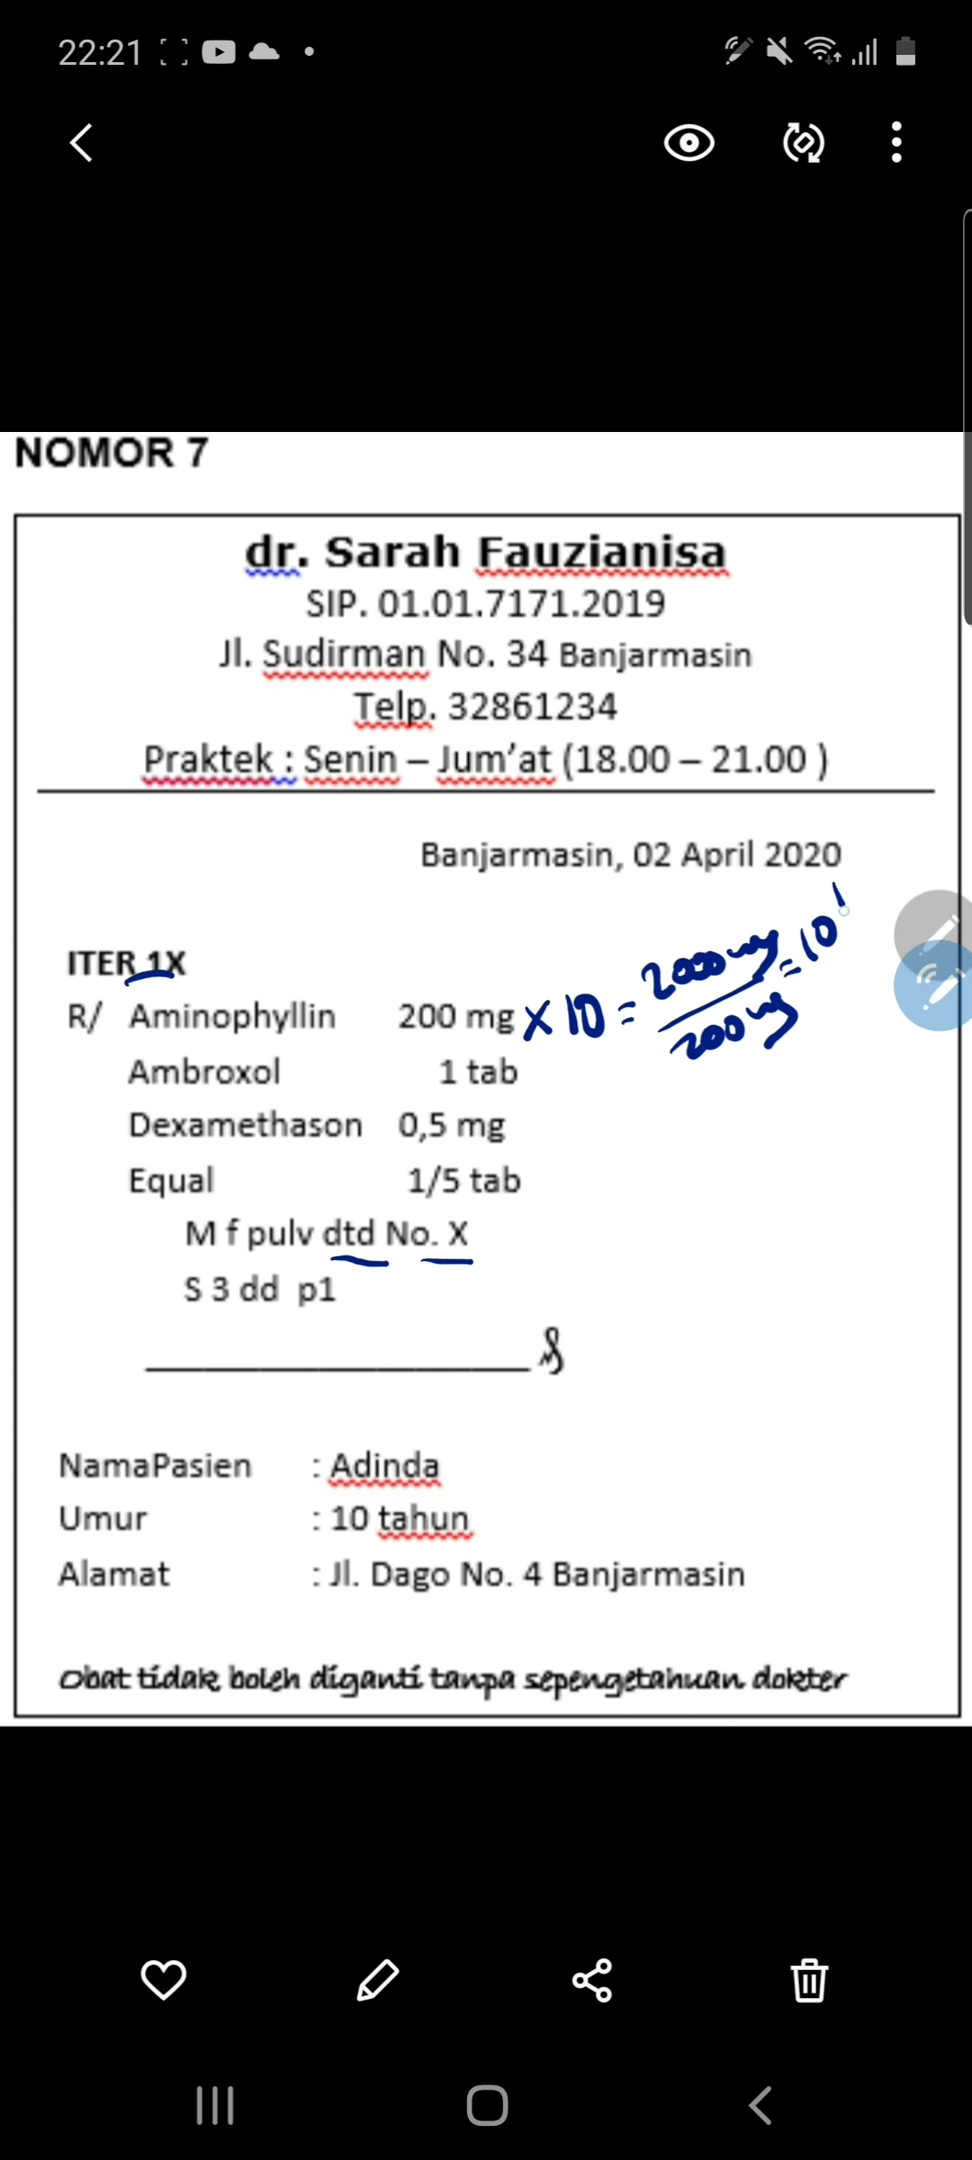 22:21
NOMOR 7
dr. Sarah Fauzianisa
SIP. 01.01.7171.2019
Jl. Sudirman No. 34 Banjarmasin
Telp. 32861234
Praktek : Senin – Jum'at (18.00 – 21.00 )
Banjarmasin, 02 April 2020
ITER 1X
R/ Aminophyllin 200 mg x 10 = 2000 mg / 200 mg = 10
Ambroxol 1 tab
Dexamethason 0,5 mg
Equal 1/5 tab
M f pulv dtd No. X
S 3 dd p1
NamaPasien : Adinda
Umur : 10 tahun
Alamat : Jl. Dago No. 4 Banjarmasin
Obat tidak boleh diganti tanpa sepengetahuan dokter